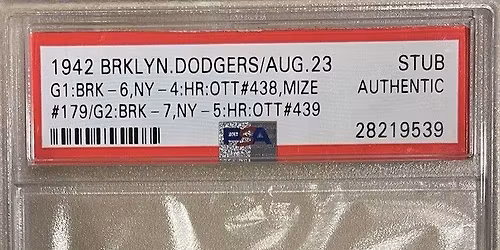 1942 BRKLYN.DODGERS/AUG.23 STUB
G1:BRK-6,NY-4:HR:OTT#438,MIZE AUTHENTIC
#179/G2:BRK-7,NY-5:HR:OTT#439
28219539
PSA